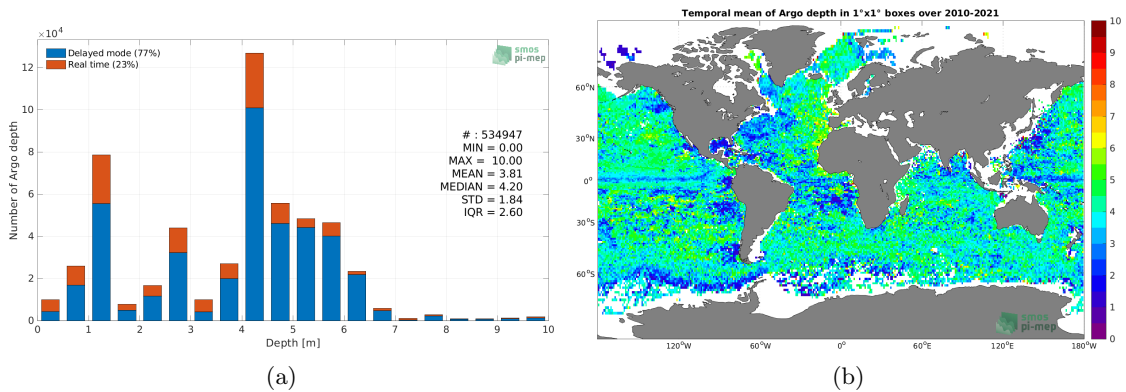 ×10⁴
Delayed mode (77%)
Real time (23%)
smos
pi-mep
12
10
8
6
4
2
0
Number of Argo depth
# : 534947
MIN = 0.00
MAX = 10.00
MEAN = 3.81
MEDIAN = 4.20
STD = 1.84
IQR = 2.60
0 1 2 3 4 5 6 7 8 9 10
Depth [m]
(a)
Temporal mean of Argo depth in 1°x1° boxes over 2010-2021
60°N
30°N
0°
30°S
60°S
120°W 60°W 0° 60°E 120°E 180°W
smos
pi-mep
10
9
8
7
6
5
4
3
2
1
0
(b)